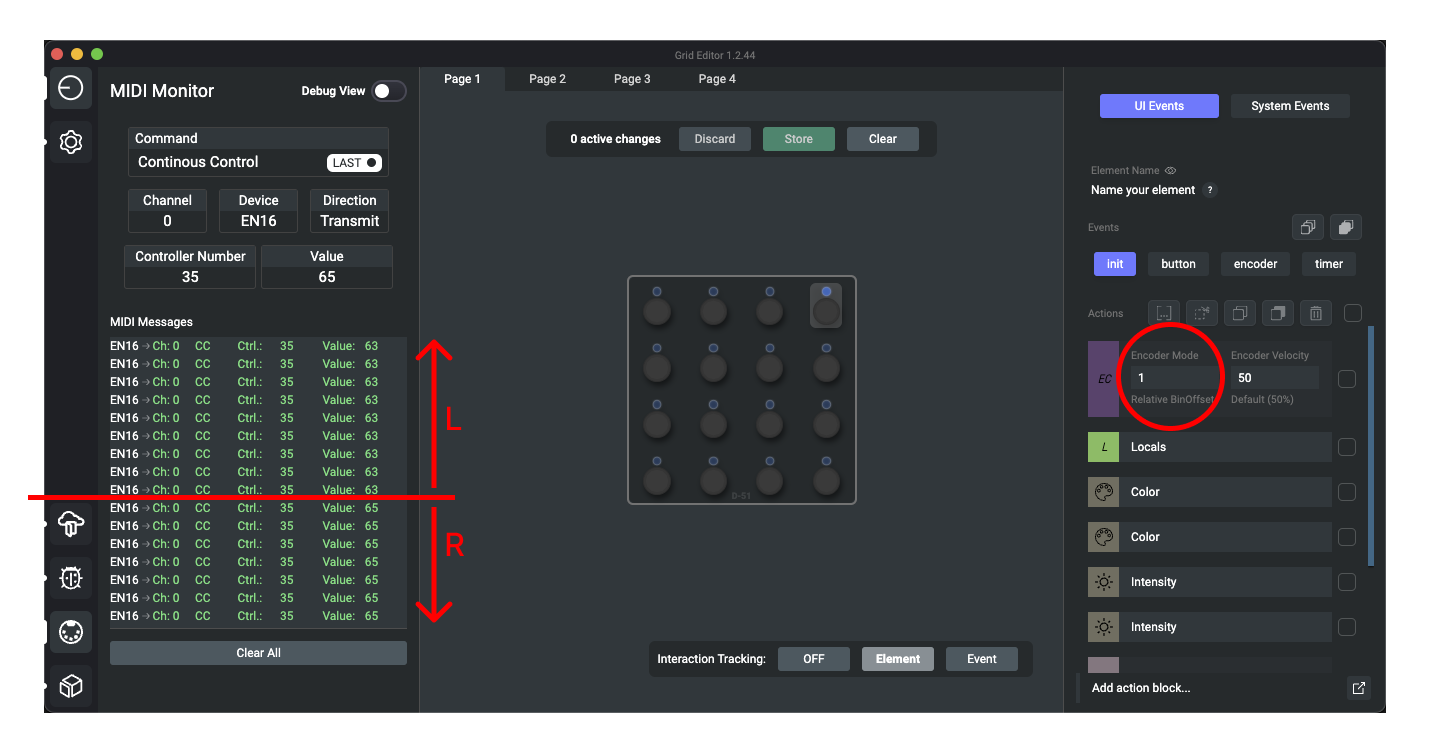 Grid Editor 1.2.44
MIDI Monitor
Debug View
Command
Continous Control
LAST
Channel
0
Device
EN16
Direction
Transmit
Controller Number
35
Value
65
MIDI Messages
EN16 → Ch: 0 CC Ctrl.: 35 Value: 63
EN16 → Ch: 0 CC Ctrl.: 35 Value: 63
EN16 → Ch: 0 CC Ctrl.: 35 Value: 63
EN16 → Ch: 0 CC Ctrl.: 35 Value: 63
EN16 → Ch: 0 CC Ctrl.: 35 Value: 63
EN16 → Ch: 0 CC Ctrl.: 35 Value: 63
EN16 → Ch: 0 CC Ctrl.: 35 Value: 63
EN16 → Ch: 0 CC Ctrl.: 35 Value: 63
EN16 → Ch: 0 CC Ctrl.: 35 Value: 63
EN16 → Ch: 0 CC Ctrl.: 35 Value: 65
EN16 → Ch: 0 CC Ctrl.: 35 Value: 65
EN16 → Ch: 0 CC Ctrl.: 35 Value: 65
EN16 → Ch: 0 CC Ctrl.: 35 Value: 65
EN16 → Ch: 0 CC Ctrl.: 35 Value: 65
EN16 → Ch: 0 CC Ctrl.: 35 Value: 65
EN16 → Ch: 0 CC Ctrl.: 35 Value: 65
L
R
Clear All
Page 1 Page 2 Page 3 Page 4
0 active changes Discard Store Clear
D-51
Interaction Tracking: OFF Element Event
UI Events System Events
Element Name
Name your element ?
Events
init button encoder timer
Actions
EC
Encoder Mode
1
Relative BinOffset
Encoder Velocity
50
Default (50%)
L Locals
Color
Color
Intensity
Intensity
Add action block...